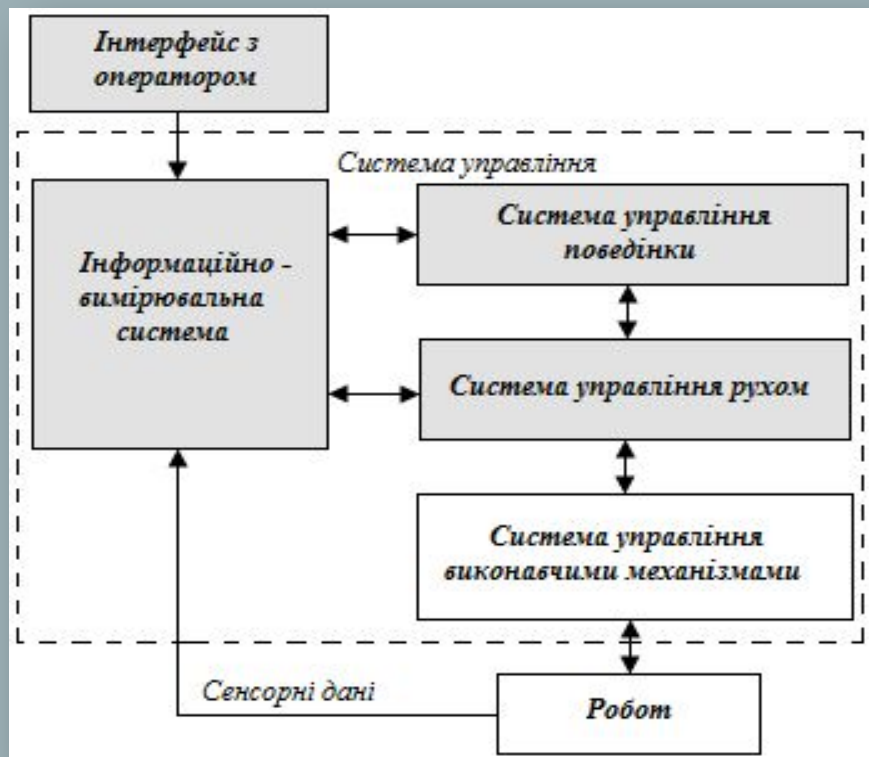 Інтерфейс з
оператором
Система управління
Система управління
поведінки
Інформаційно -
вимірювальна
система
Система управління рухом
Система управління
виконавчими механізмами
Сенсорні дані
Робот